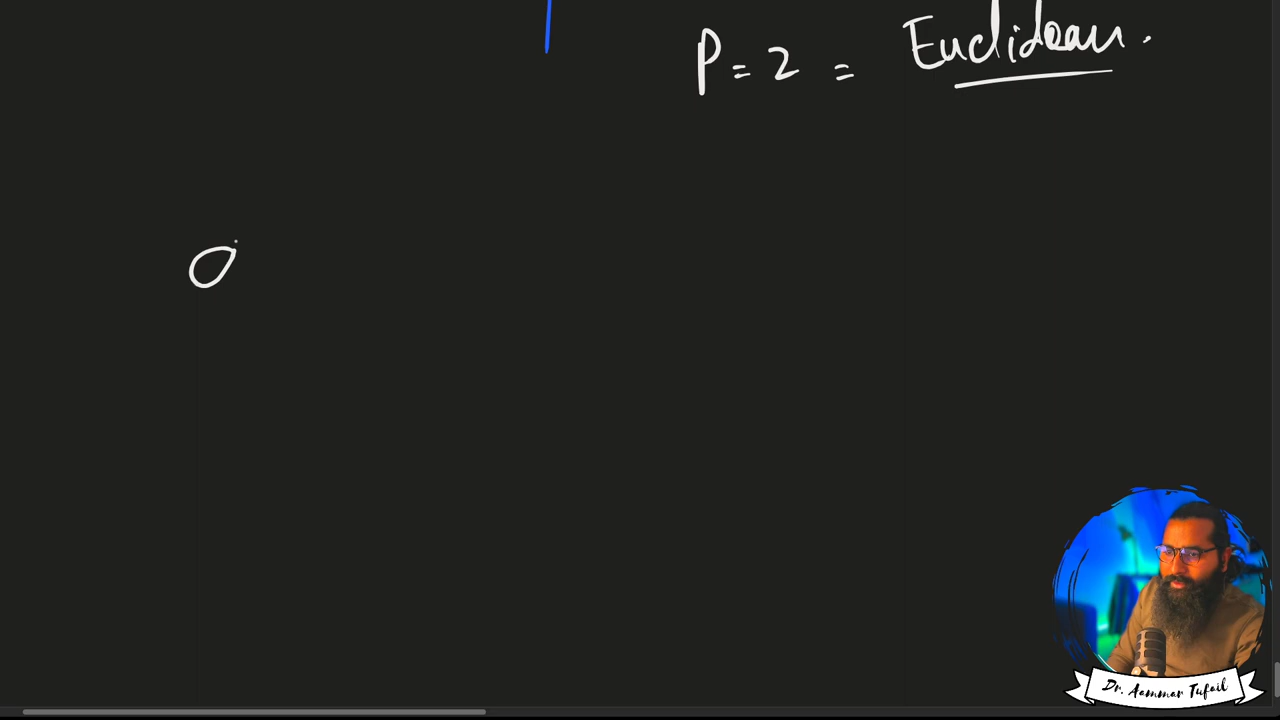 P = 2 = Euclidean.
Dr. Aammar Tufail